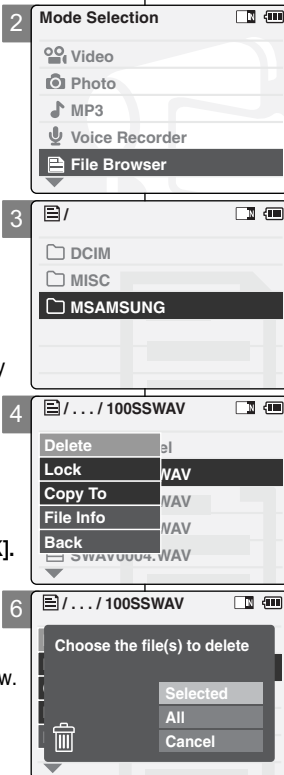 2
Mode Selection
Video
Photo
MP3
Voice Recorder
File Browser
3
/
DCIM
MISC
MSAMSUNG
4
/ . . . / 100SSWAV
Delete
Lock
WAV
Copy To
WAV
File Info
WAV
Back
SWAV0004.WAV
].
6
/ . . . / 100SSWAV
Choose the file(s) to delete
Selected
w.
All
Cancel